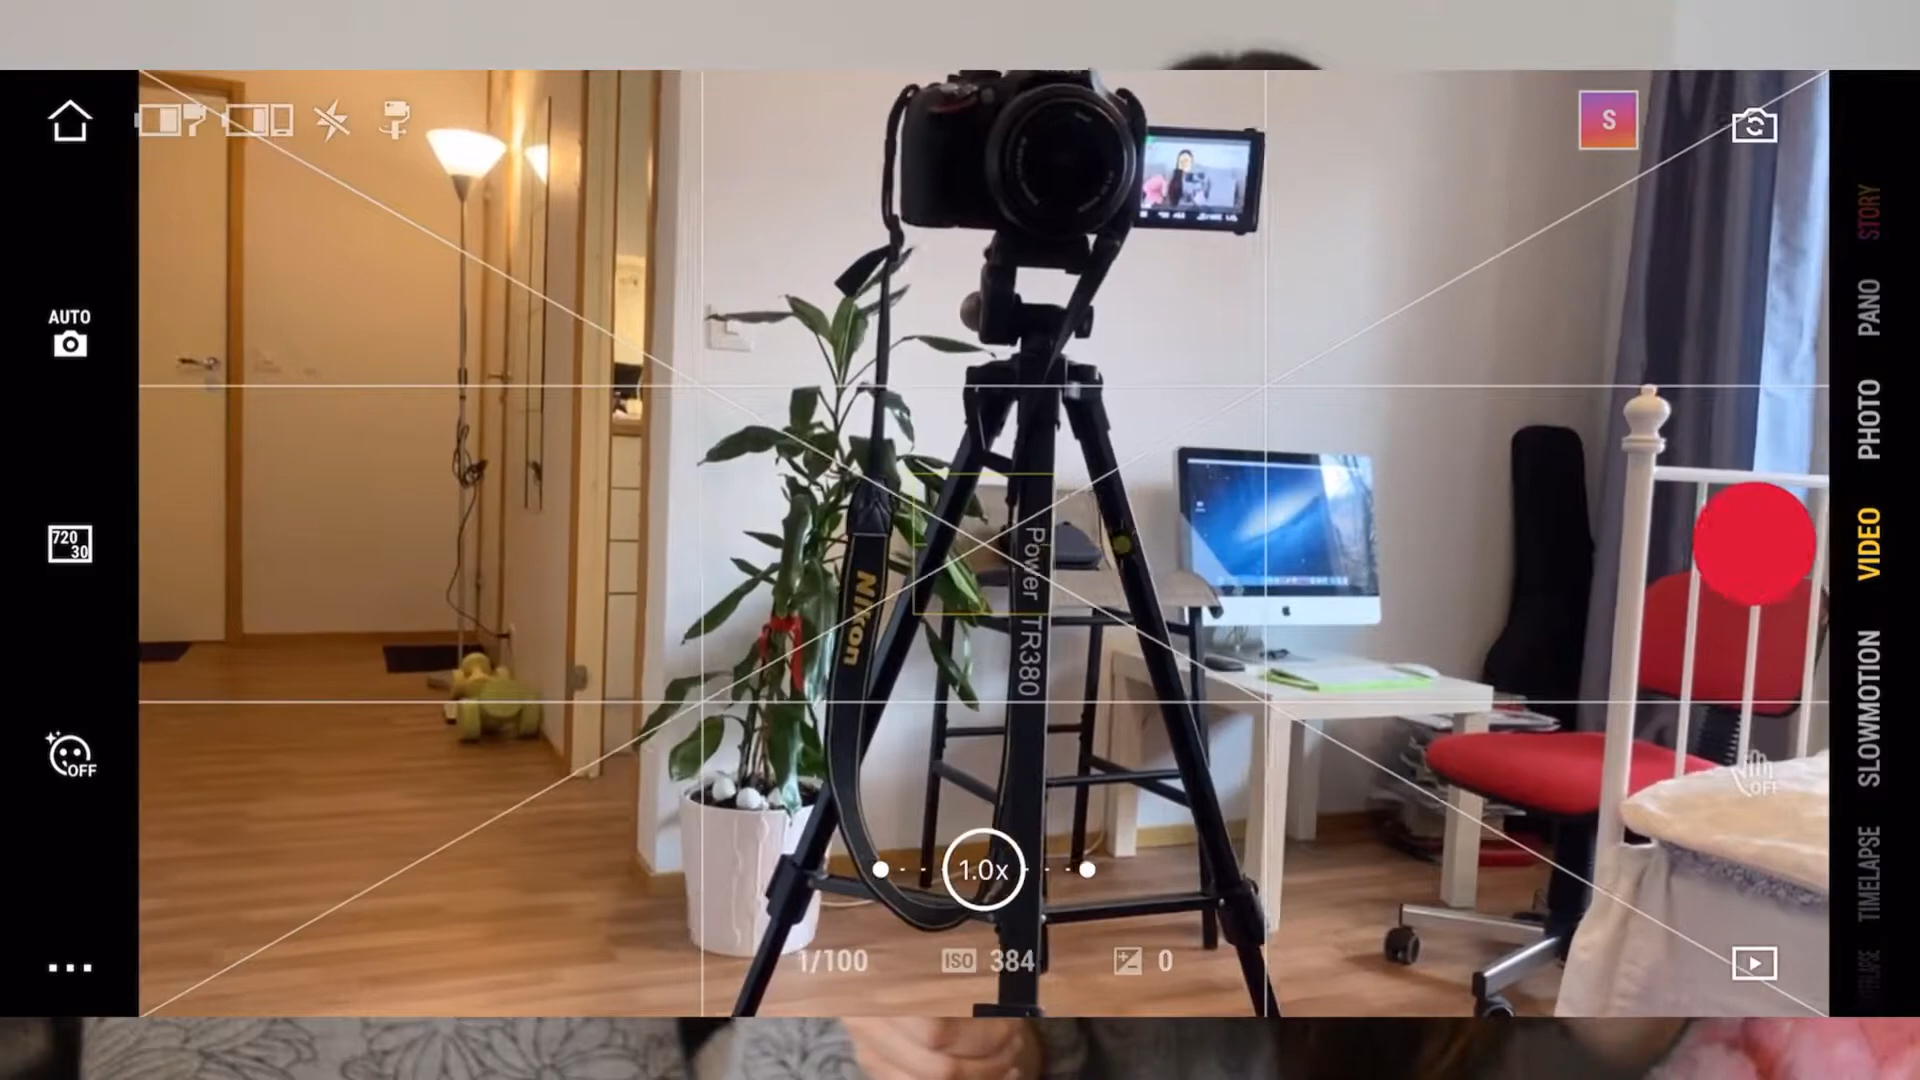 S
AUTO
720
30
OFF
1.0x
1/100
ISO 384
0
OFF
STORY
PANO
PHOTO
VIDEO
SLOWMOTION
TIMELAPSE
Nikon
Power TR380